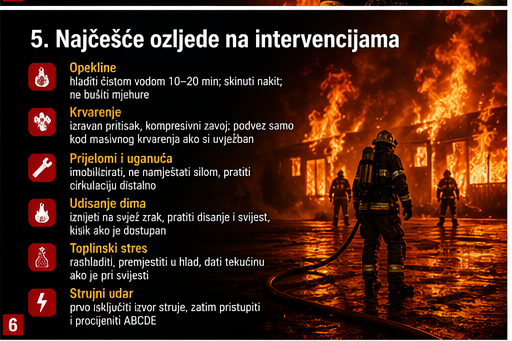 5. Najčešće ozljede na intervencijama
Opekline
hladiti čistom vodom 10–20 min; skinuti nakit;
ne bušiti mjehure
Krvarenje
izravan pritisak, kompresivni zavoj; podvez samo
kod masivnog krvarenja ako si uvježban
Prijelomi i uganuća
imobilizirati, ne namještati silom, pratiti
cirkulaciju distalno
Udisanje dima
iznijeti na svjež zrak, pratiti disanje i svijest,
kisik ako je dostupan
Toplinski stres
rashladiti, premjestiti u hlad, dati tekućinu
ako je pri svijesti
Strujni udar
prvo isključiti izvor struje, zatim pristupiti
i procijeniti ABCDE
6